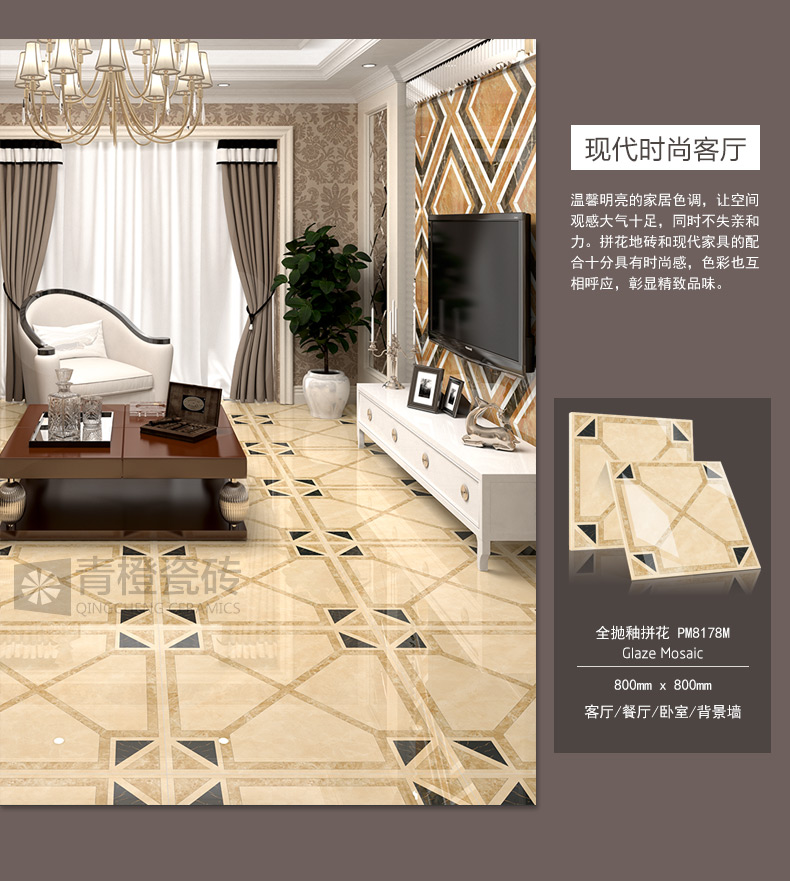 现代时尚客厅
温馨明亮的家居色调，让空间
观感大气十足，同时不失亲和
力。拼花地砖和现代家具的配
合十分具有时尚感，色彩也互
相呼应，彰显精致品味。
青橙瓷砖
QINGCHENG CERAMICS
全抛釉拼花 PM8178M
Glaze Mosaic
800mm x 800mm
客厅/餐厅/卧室/背景墙